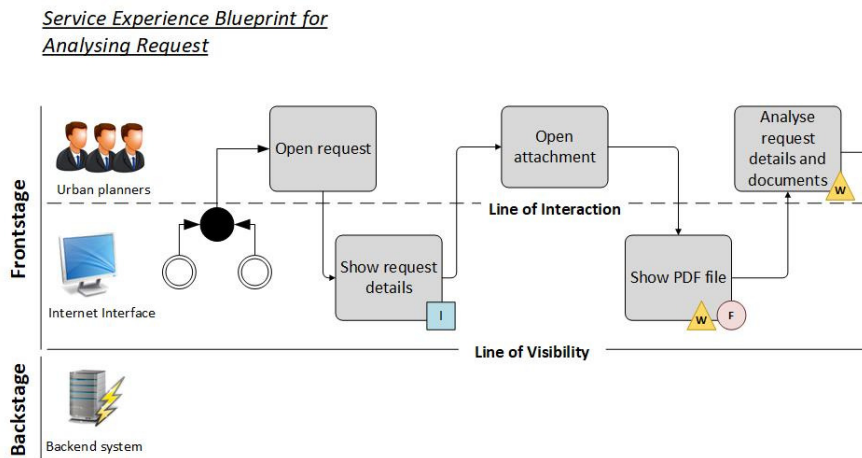 Service Experience Blueprint for
Analysing Request
Frontstage
Urban planners
Open request
Open
attachment
Analyse
request
details and
documents
W
Line of Interaction
Internet Interface
Show request
details
I
Show PDF file
W
F
Line of Visibility
Backstage
Backend system